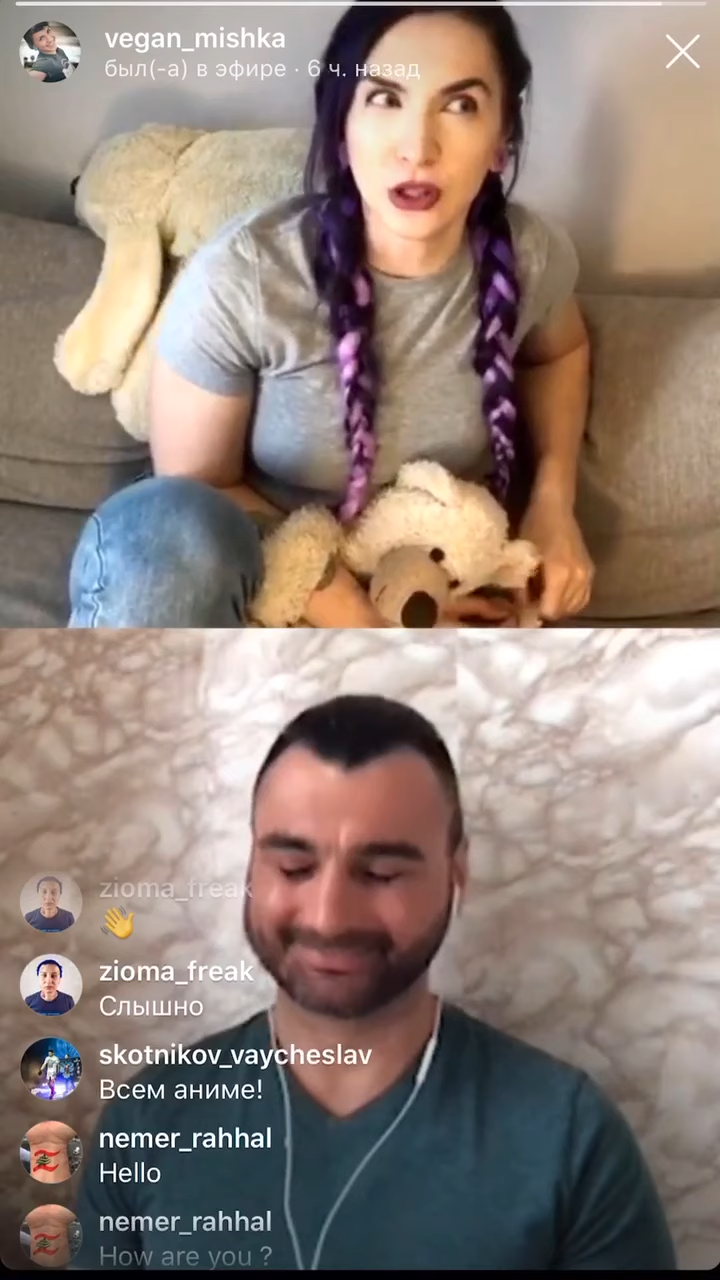 vegan_mishka
был(-а) в эфире · 6 ч. назад
zioma_freak
👋
zioma_freak
Слышно
skotnikov_vaycheslav
Всем аниме!
nemer_rahhal
Hello
nemer_rahhal
How are you ?